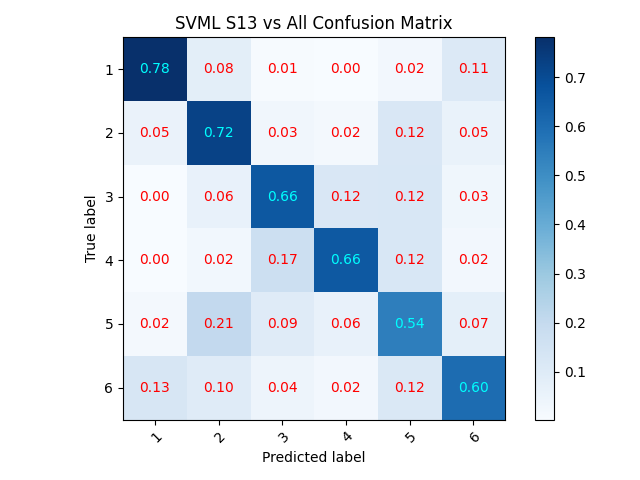 SVML S13 vs All Confusion Matrix
True label
1 0.78 0.08 0.01 0.00 0.02 0.11
2 0.05 0.72 0.03 0.02 0.12 0.05
3 0.00 0.06 0.66 0.12 0.12 0.03
4 0.00 0.02 0.17 0.66 0.12 0.02
5 0.02 0.21 0.09 0.06 0.54 0.07
6 0.13 0.10 0.04 0.02 0.12 0.60
1 2 3 4 5 6
Predicted label
0.7
0.6
0.5
0.4
0.3
0.2
0.1